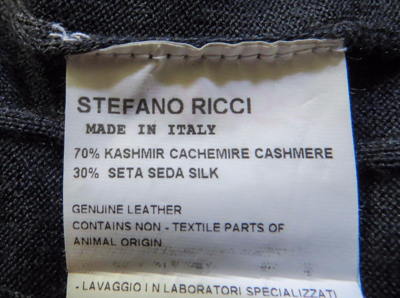 STEFANO RICCI
MADE IN ITALY
70% KASHMIR CACHEMIRE CASHMERE
30% SETA SEDA SILK
GENUINE LEATHER
CONTAINS NON - TEXTILE PARTS OF
ANIMAL ORIGIN
- LAVAGGIO IN LABORATORI SPECIALIZZATI